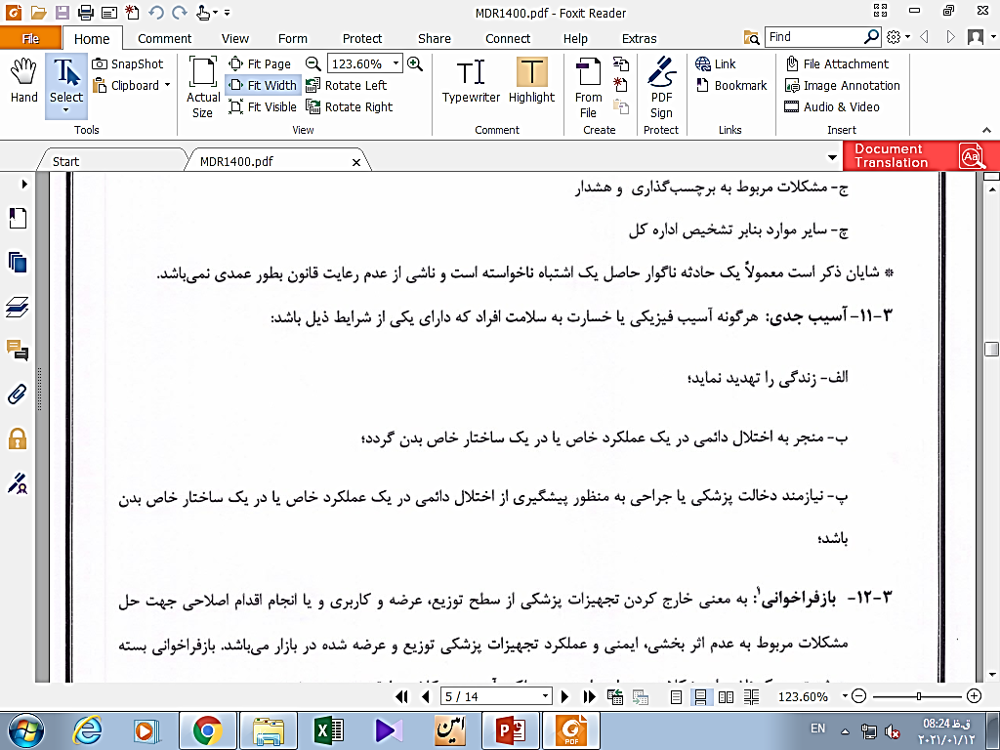 MDR1400.pdf - Foxit Reader
File Home Comment View Form Protect Share Connect Help Extras Find
Hand
Select
SnapShot
Clipboard
Tools
Actual Size
Fit Page
Fit Width
Fit Visible
123.60%
Rotate Left
Rotate Right
View
Typewriter
Highlight
Comment
From File
Create
PDF Sign
Protect
Link
Bookmark
Links
File Attachment
Image Annotation
Audio & Video
Insert
Start
MDR1400.pdf
Document
Translation
ج- مشکلات مربوط به برچسب‌گذاری و هشدار
چ- سایر موارد بنابر تشخیص اداره کل
* شایان ذکر است معمولاً یک حادثه ناگوار حاصل یک اشتباه ناخواسته است و ناشی از عدم رعایت قانون بطور عمدی نمی‌باشد.
۳-۱۱- آسیب جدی: هرگونه آسیب فیزیکی یا خسارت به سلامت افراد که دارای یکی از شرایط ذیل باشد:
الف- زندگی را تهدید نماید؛
ب- منجر به اختلال دائمی در یک عملکرد خاص یا در یک ساختار خاص بدن گردد؛
پ- نیازمند دخالت پزشکی یا جراحی به منظور پیشگیری از اختلال دائمی در یک عملکرد خاص یا در یک ساختار خاص بدن
باشد؛
۳-۱۲- بازفراخوانی۱: به معنی خارج کردن تجهیزات پزشکی از سطح توزیع، عرضه و کاربری و یا انجام اقدام اصلاحی جهت حل
مشکلات مربوط به عدم اثر بخشی، ایمنی و عملکرد تجهیزات پزشکی توزیع و عرضه شده در بازار می‌باشد. بازفراخوانی بسته
5 / 14
123.60%
EN
08:24 ق.ظ
۲۰۲۱/۰۱/۱۲